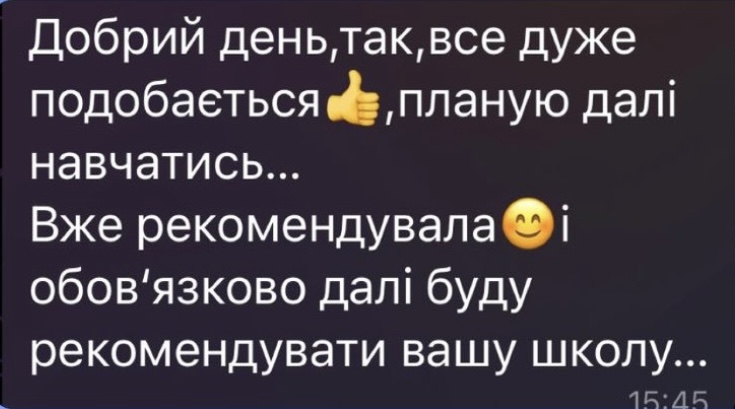 Добрий день,так,все дуже
подобається👍,планую далі
навчатись...
Вже рекомендувала😊і
обов‘язково далі буду
рекомендувати вашу школу...
15:45